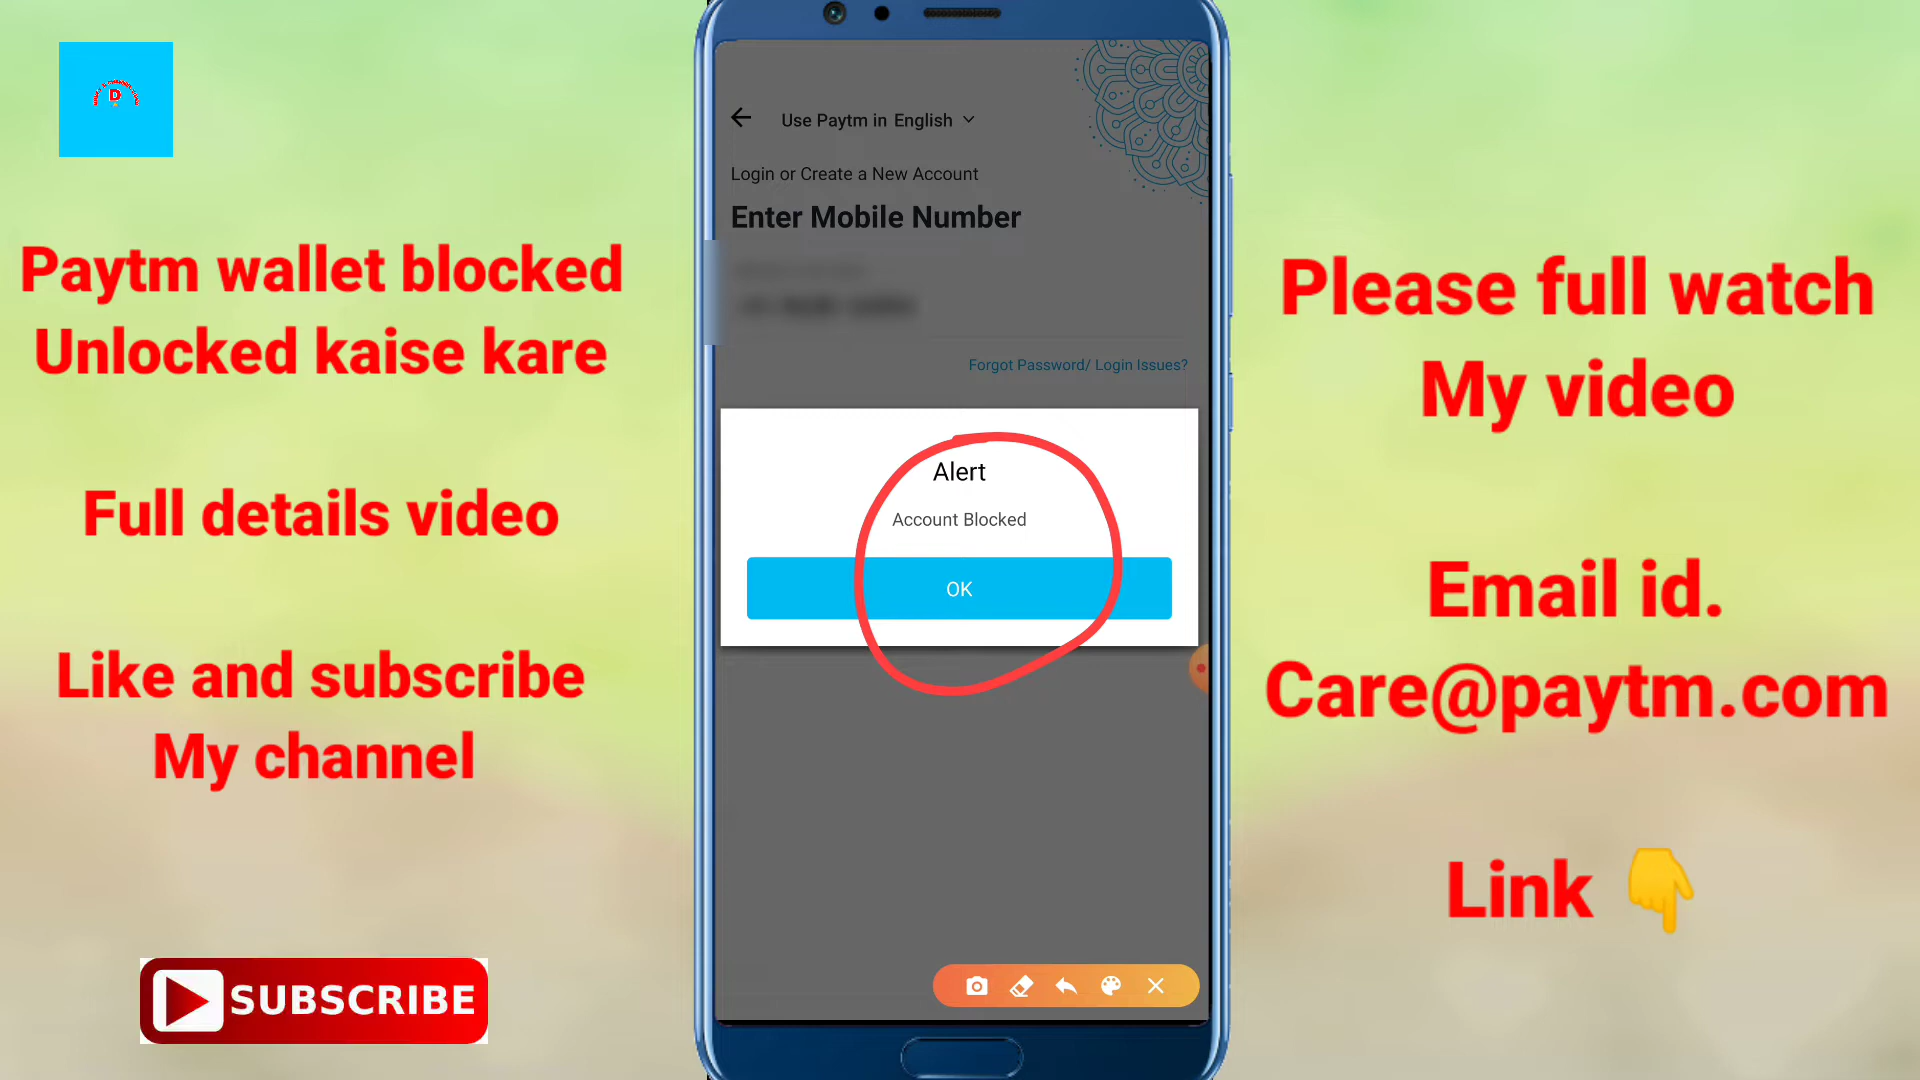 D
Paytm wallet blocked
Unlocked kaise kare
Full details video
Like and subscribe
My channel
SUBSCRIBE
Use Paytm in English
Login or Create a New Account
Enter Mobile Number
Forgot Password/ Login Issues?
Alert
Account Blocked
OK
Please full watch
My video
Email id.
Care@paytm.com
Link